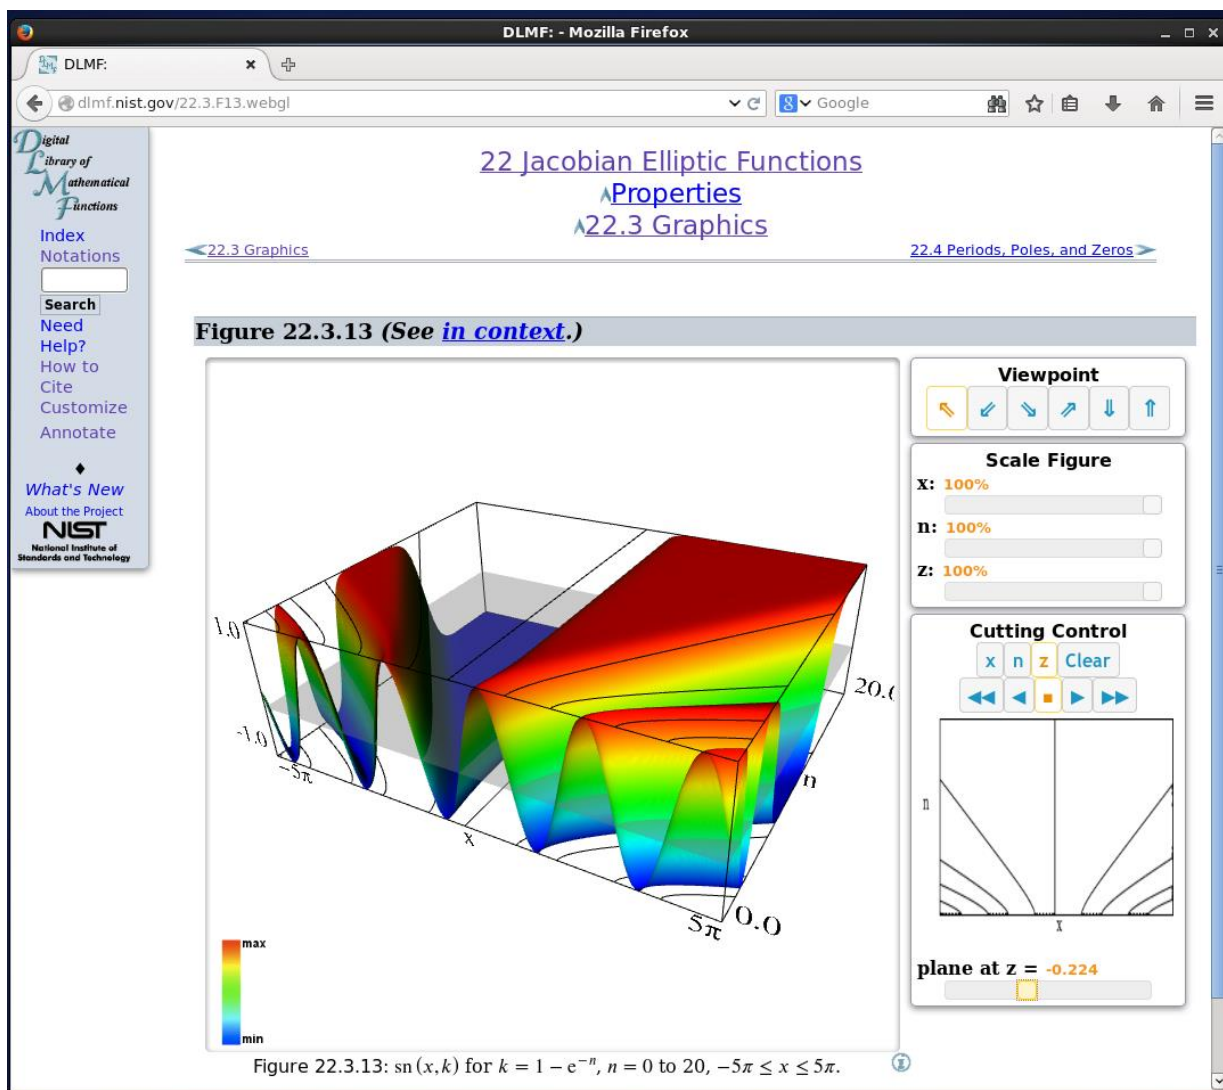 DLMF: - Mozilla Firefox
DLMF:
dlmf.nist.gov/22.3.F13.webgl
Google
Digital
Library of
Mathematical
Functions
Index
Notations
Search
Need
Help?
How to
Cite
Customize
Annotate
What's New
About the Project
NIST
National Institute of
Standards and Technology
22 Jacobian Elliptic Functions
Properties
22.3 Graphics
22.3 Graphics
22.4 Periods, Poles, and Zeros
Figure 22.3.13 (See in context.)
1.0
-1.0
−5π
x
5π
0.0
n
20.0
max
min
Figure 22.3.13: sn (x, k) for k = 1 − e^{−n}, n = 0 to 20, −5π ≤ x ≤ 5π.
Viewpoint
Scale Figure
x: 100%
n: 100%
z: 100%
Cutting Control
x n z Clear
n
x
plane at z = -0.224